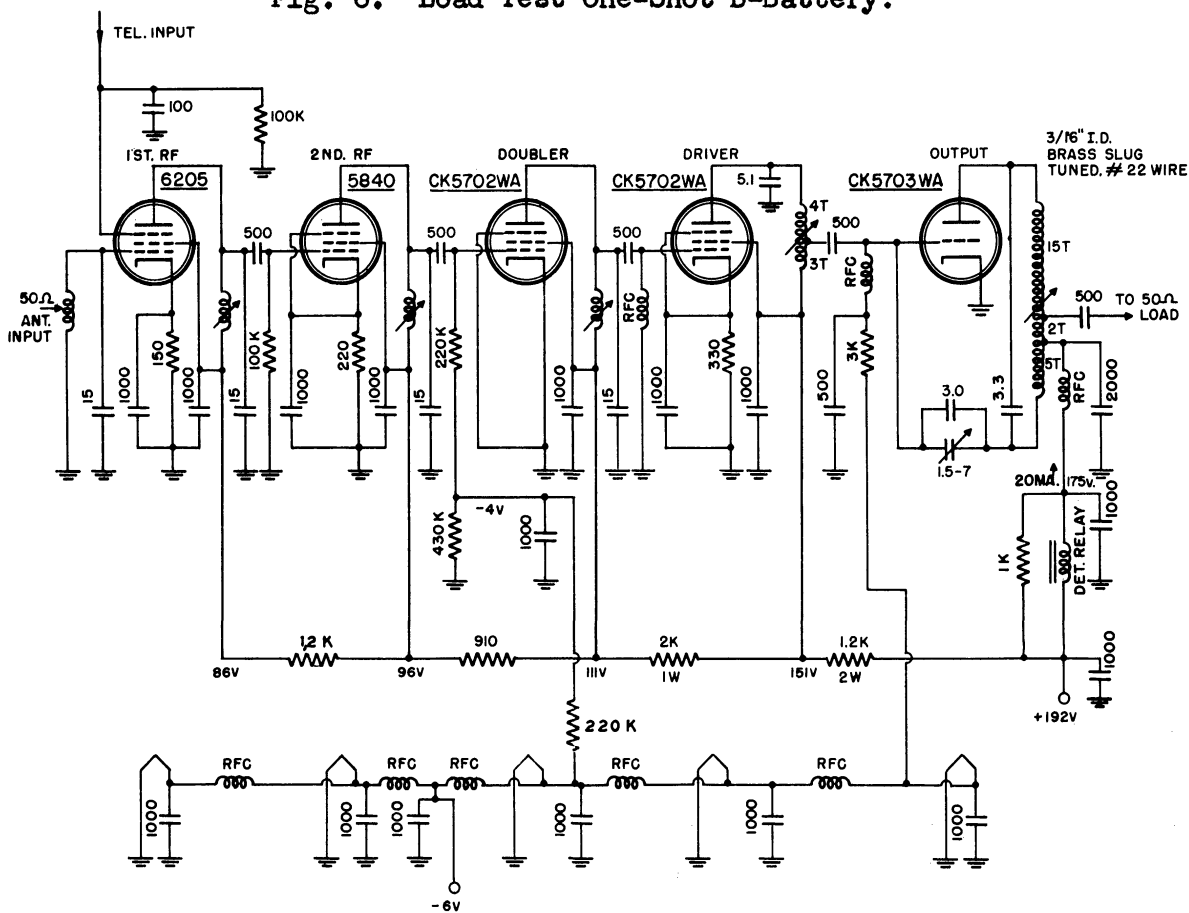 Fig. 6. Load Test One-Shot B-Battery.
TEL. INPUT
100
100K
1ST. RF
6205
2ND. RF
5840
DOUBLER
CK5702WA
DRIVER
CK5702WA
5.1
OUTPUT
CK5703WA
3/16" I.D.
BRASS SLUG
TUNED, # 22 WIRE
4T
3T
15T
2T
5T
500
500
500
500
500
TO 50Ω
LOAD
50Ω
ANT.
INPUT
15
1000
150
1000
15
100K
1000
220
1000
15
220K
1000
15
RFC
1000
330
1000
RFC
500
3K
3.0
1.5-7
3.3
RFC
2000
430K
-4V
1000
20MA.
175V.
1000
1K
DET. RELAY
1.2 K
910
2K
1W
1.2K
2W
86V
96V
111V
151V
1000
+192V
220 K
RFC
RFC
RFC
RFC
RFC
1000
1000
1000
1000
1000
1000
-6V